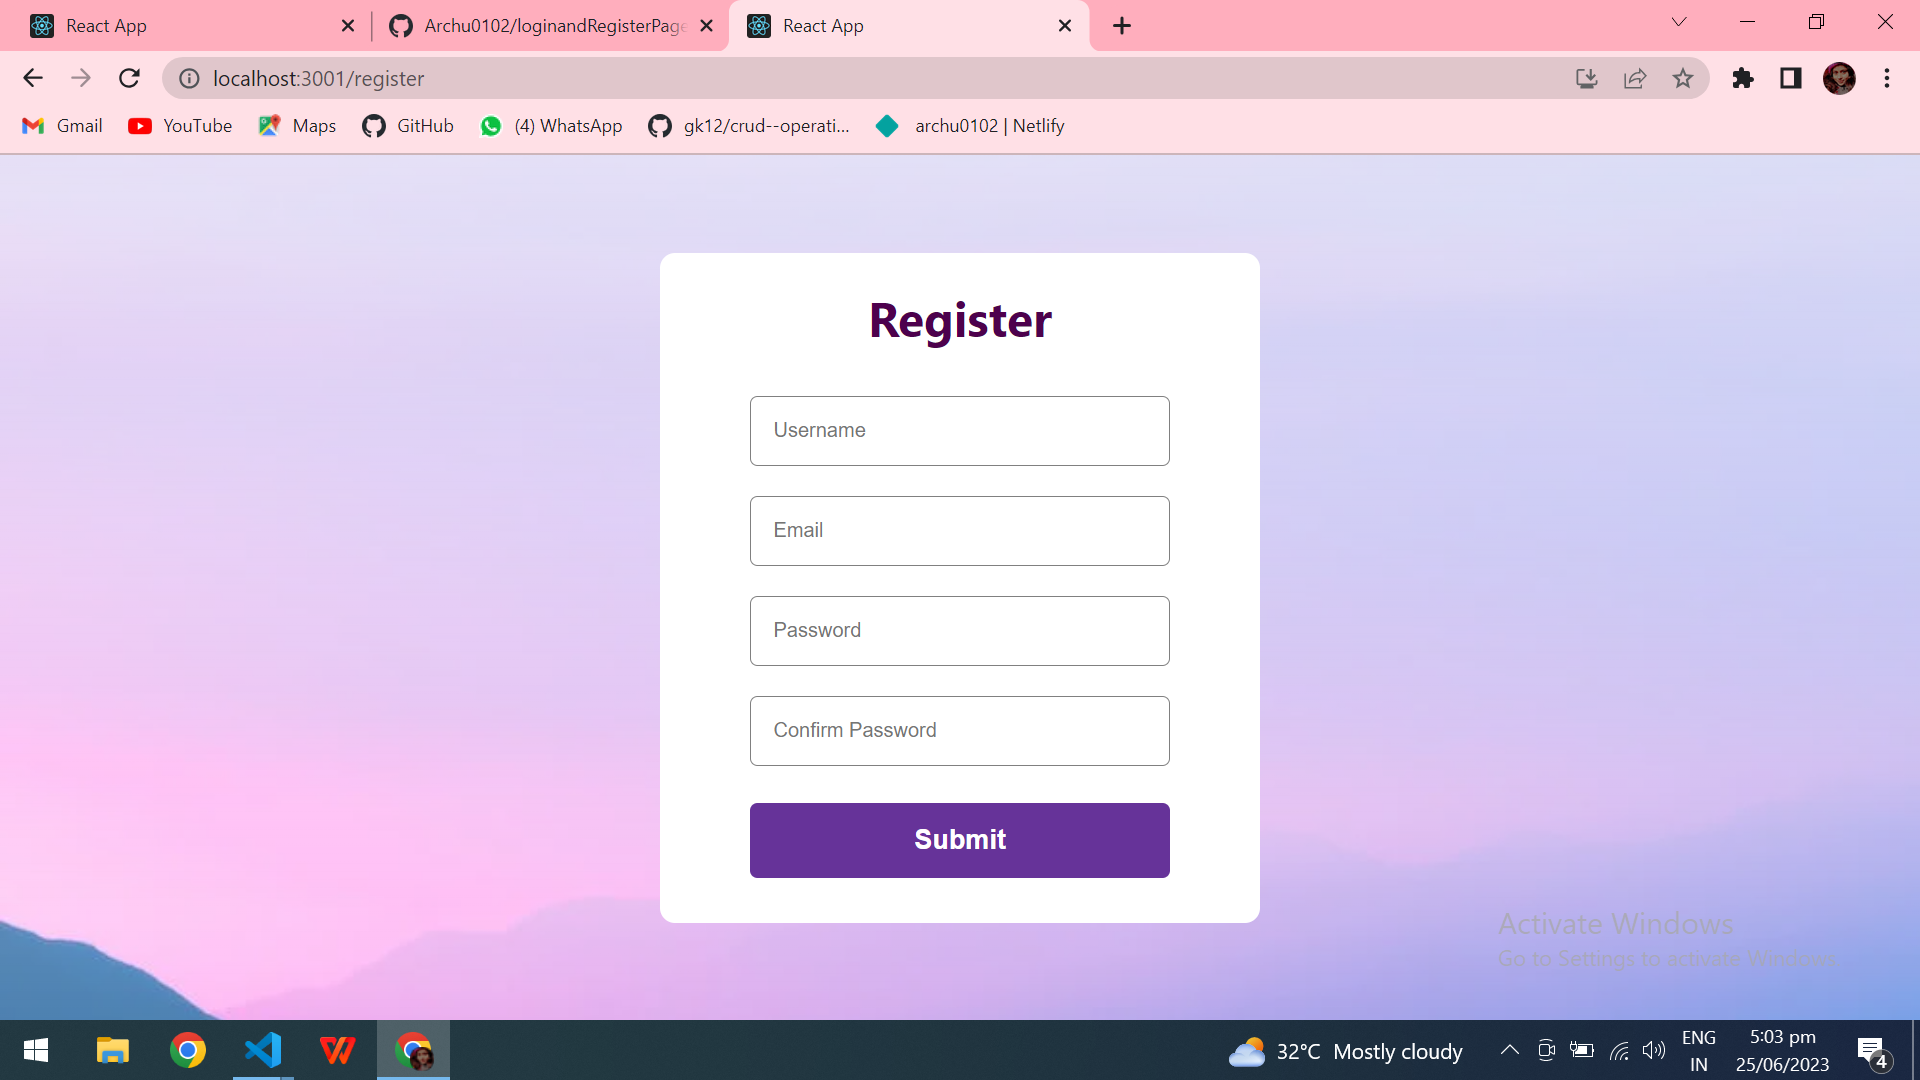 React App
Archu0102/loginandRegisterPage
React App
localhost:3001/register
Gmail
YouTube
Maps
GitHub
(4) WhatsApp
gk12/crud--operati...
archu0102 | Netlify
Register
Username
Email
Password
Confirm Password
Submit
Activate Windows
Go to Settings to activate Windows.
32°C Mostly cloudy
ENG
IN
5:03 pm
25/06/2023
4